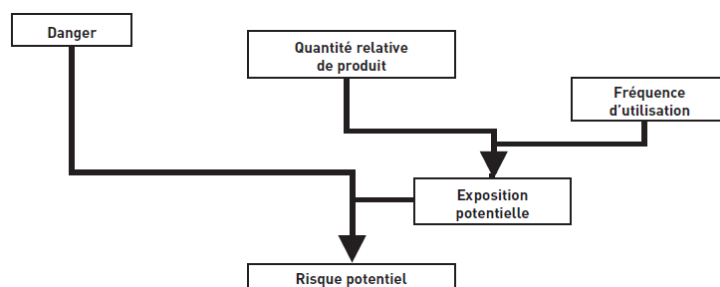 Danger
Quantité relative
de produit
Fréquence
d'utilisation
Exposition
potentielle
Risque potentiel